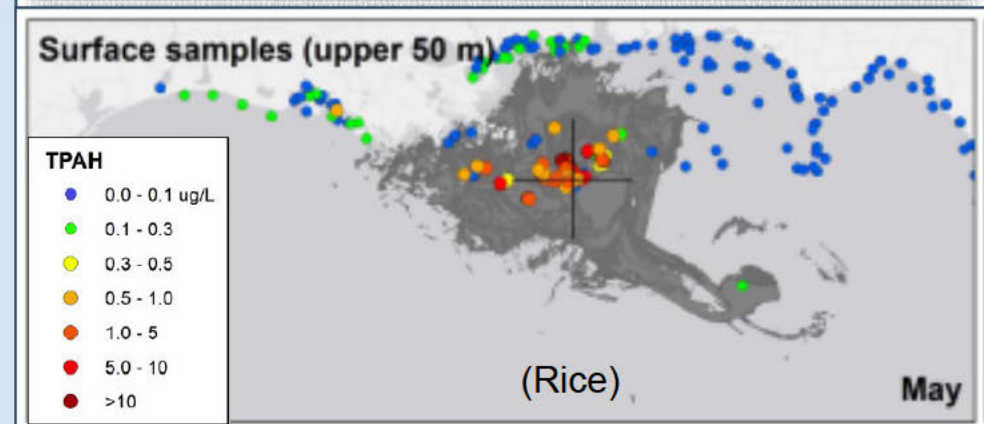 Surface samples (upper 50 m)
TPAH
0.0 - 0.1 ug/L
0.1 - 0.3
0.3 - 0.5
0.5 - 1.0
1.0 - 5
5.0 - 10
>10
(Rice)
May